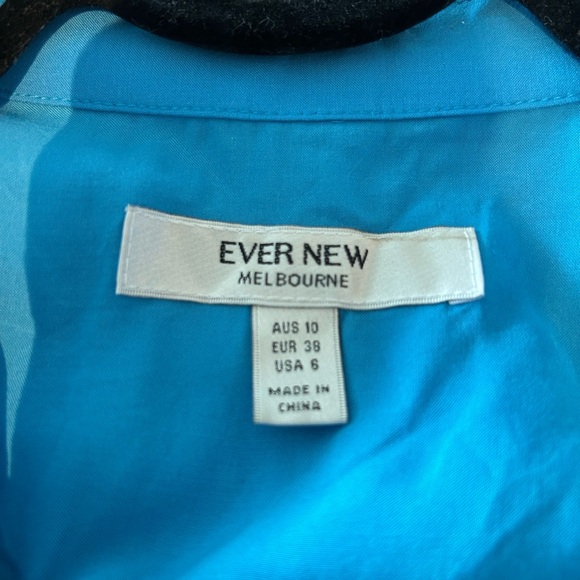 EVER NEW
MELBOURNE
AUS 10
EUR 38
USA 6
MADE IN
CHINA